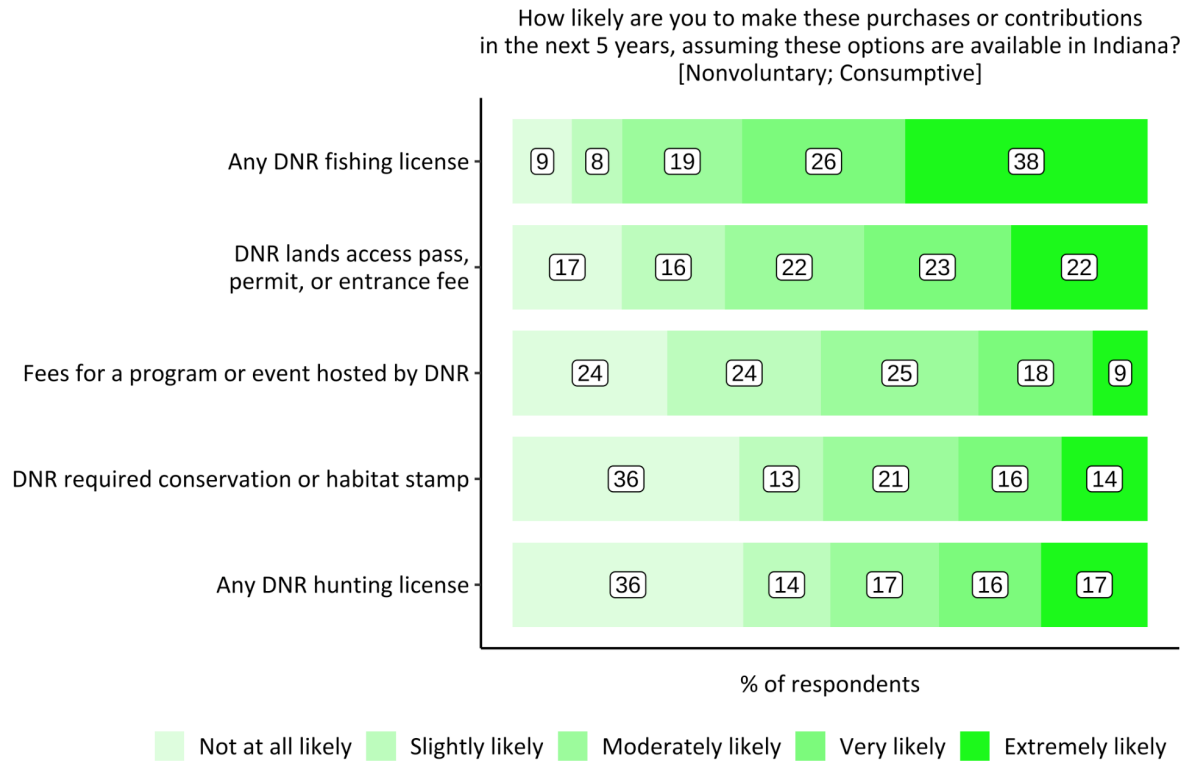 How likely are you to make these purchases or contributions
in the next 5 years, assuming these options are available in Indiana?
[Nonvoluntary; Consumptive]
Any DNR fishing license
9 8 19 26 38
DNR lands access pass,
permit, or entrance fee
17 16 22 23 22
Fees for a program or event hosted by DNR
24 24 25 18 9
DNR required conservation or habitat stamp
36 13 21 16 14
Any DNR hunting license
36 14 17 16 17
% of respondents
Not at all likely Slightly likely Moderately likely Very likely Extremely likely